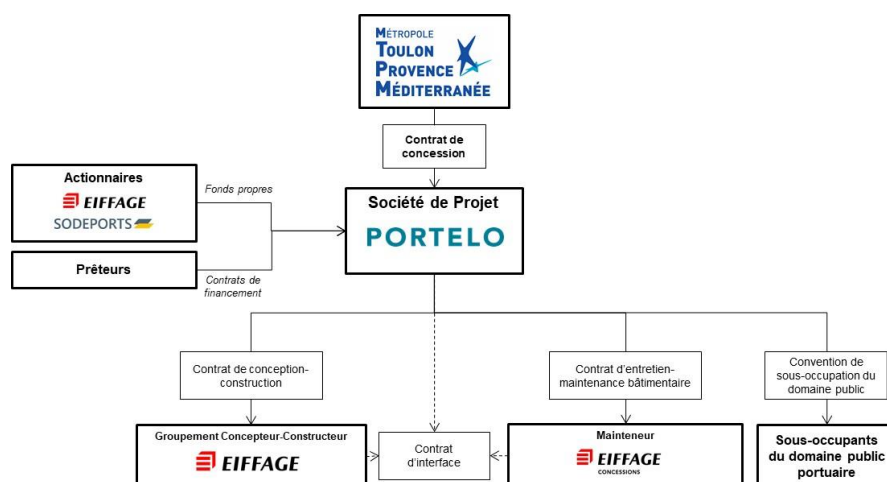 MÉTROPOLE
TOULON
PROVENCE
MÉDITERRANÉE
Contrat de
concession
Actionnaires
EIFFAGE
SODEPORTS
Fonds propres
Société de Projet
PORTELO
Prêteurs
Contrats de
financement
Contrat de conception-
construction
Contrat d'entretien-
maintenance bâtimentaire
Convention de
sous-occupation du
domaine public
Groupement Concepteur-Constructeur
EIFFAGE
Contrat
d'interface
Mainteneur
EIFFAGE
CONCESSIONS
Sous-occupants
du domaine public
portuaire